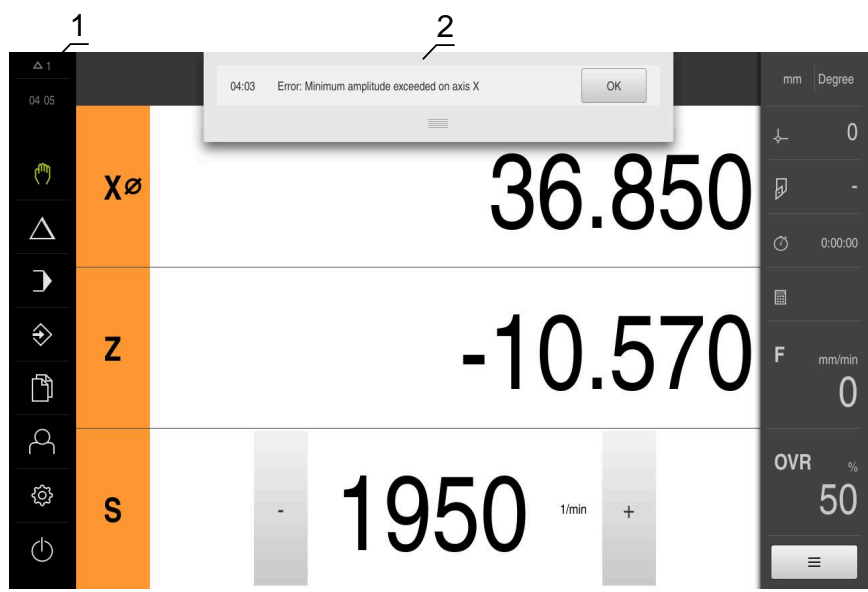 1
2
△ 1
04:03 Error: Minimum amplitude exceeded on axis X OK
mm Degree
04 05
0
X⌀ 36.850
-
0:00:00
Z -10.570
F mm/min
0
OVR %
50
S - 1950 1/min +